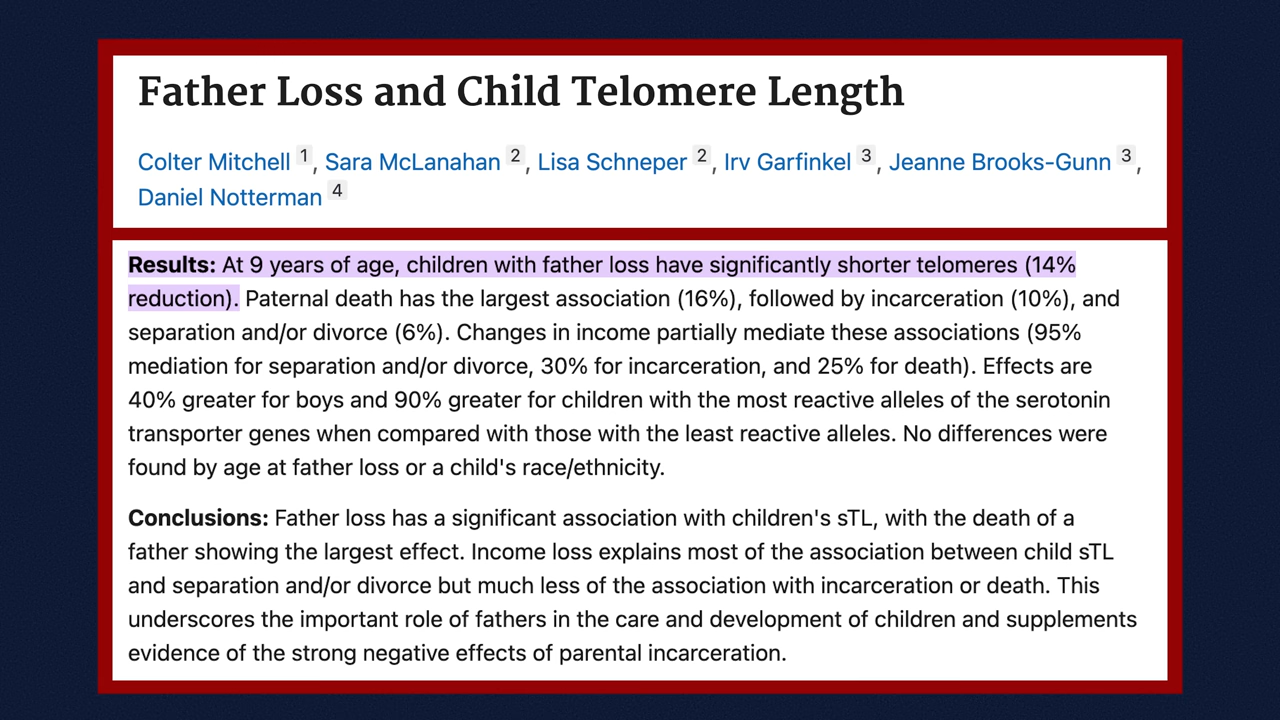 Father Loss and Child Telomere Length
Colter Mitchell 1, Sara McLanahan 2, Lisa Schneper 2, Irv Garfinkel 3, Jeanne Brooks-Gunn 3,
Daniel Notterman 4
Results: At 9 years of age, children with father loss have significantly shorter telomeres (14%
reduction). Paternal death has the largest association (16%), followed by incarceration (10%), and
separation and/or divorce (6%). Changes in income partially mediate these associations (95%
mediation for separation and/or divorce, 30% for incarceration, and 25% for death). Effects are
40% greater for boys and 90% greater for children with the most reactive alleles of the serotonin
transporter genes when compared with those with the least reactive alleles. No differences were
found by age at father loss or a child's race/ethnicity.
Conclusions: Father loss has a significant association with children's sTL, with the death of a
father showing the largest effect. Income loss explains most of the association between child sTL
and separation and/or divorce but much less of the association with incarceration or death. This
underscores the important role of fathers in the care and development of children and supplements
evidence of the strong negative effects of parental incarceration.